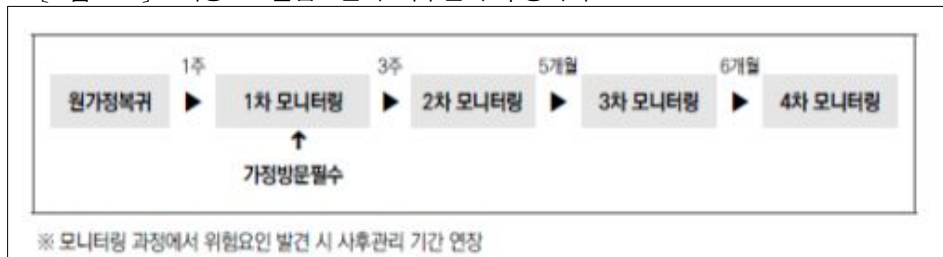 1주 3주 5개월 6개월
원가정복귀 ▶ 1차 모니터링 ▶ 2차 모니터링 ▶ 3차 모니터링 ▶ 4차 모니터링
↑
가정방문필수
※ 모니터링 과정에서 위험요인 발견 시 사후관리 기간 연장